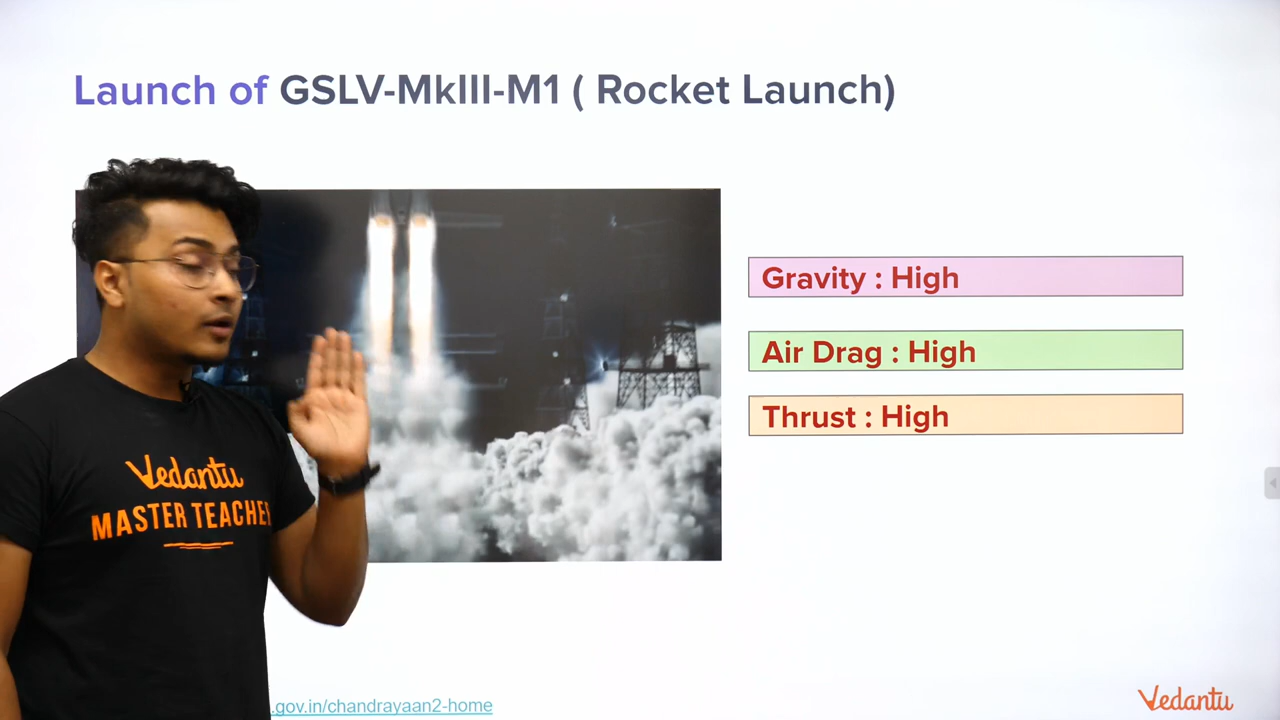 Launch of GSLV-MkIII-M1 ( Rocket Launch)
Gravity : High
Air Drag : High
Thrust : High
Vedantu
MASTER TEACHER
.gov.in/chandrayaan2-home
Vedantu